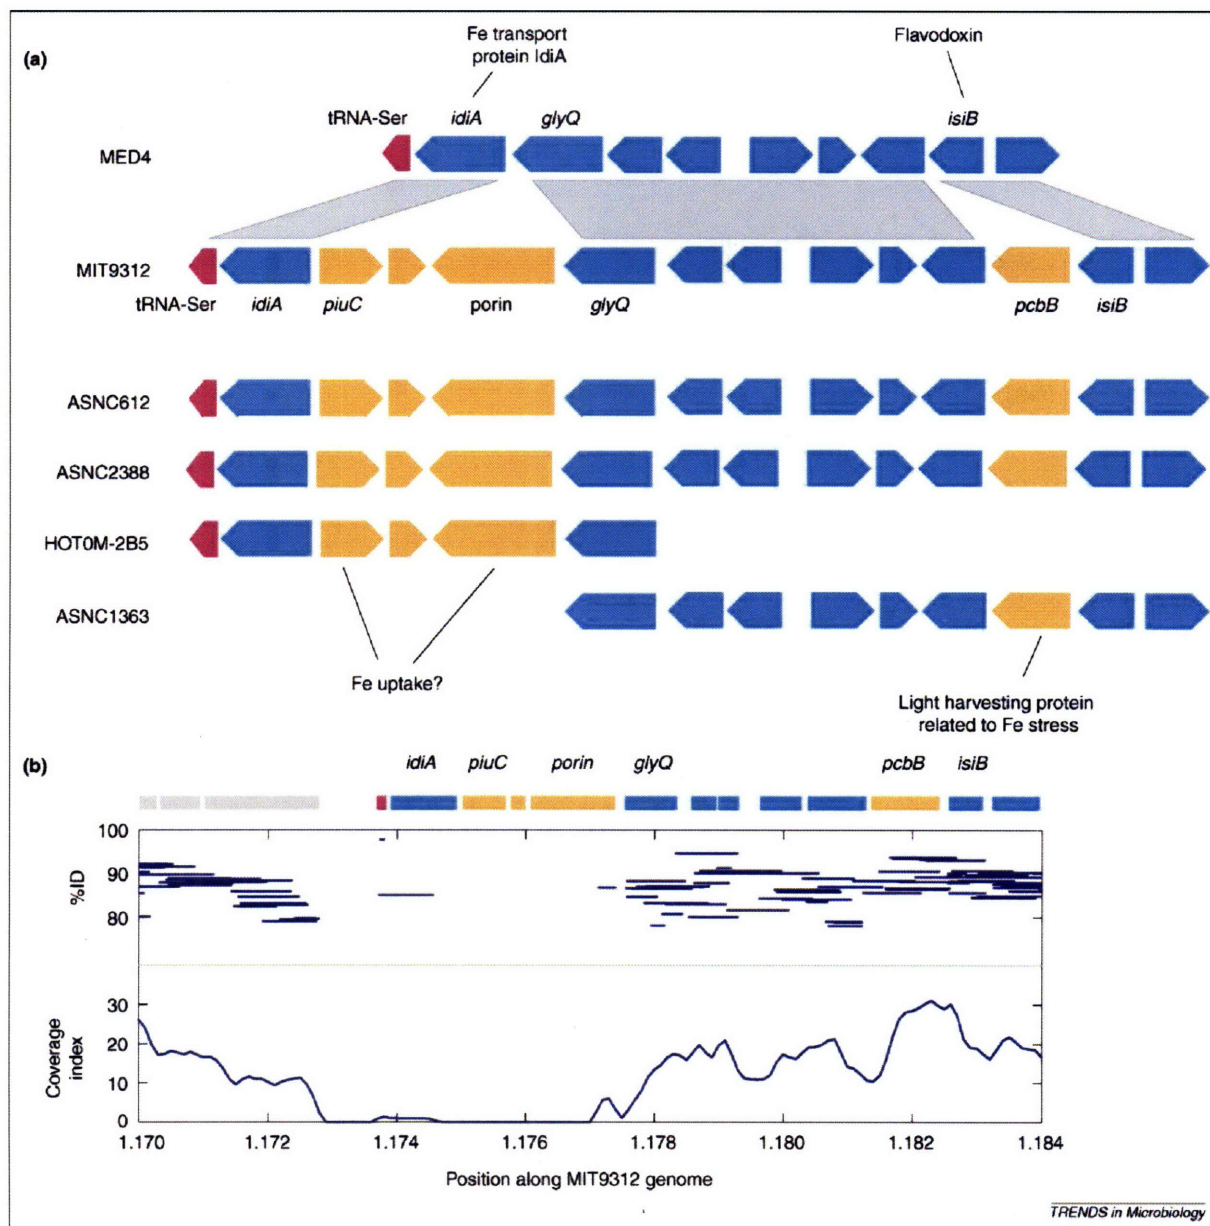 (a)
Fe transport
protein IdiA
Flavodoxin
tRNA-Ser
idiA
glyQ
isiB
MED4
MIT9312
tRNA-Ser
idiA
piuC
porin
glyQ
pcbB
isiB
ASNC612
ASNC2388
HOT0M-2B5
ASNC1363
Fe uptake?
Light harvesting protein
related to Fe stress
(b)
idiA
piuC
porin
glyQ
pcbB
isiB
100
90
80
%ID
30
20
10
0
Coverage
index
1.170
1.172
1.174
1.176
1.178
1.180
1.182
1.184
Position along MIT9312 genome
TRENDS in Microbiology